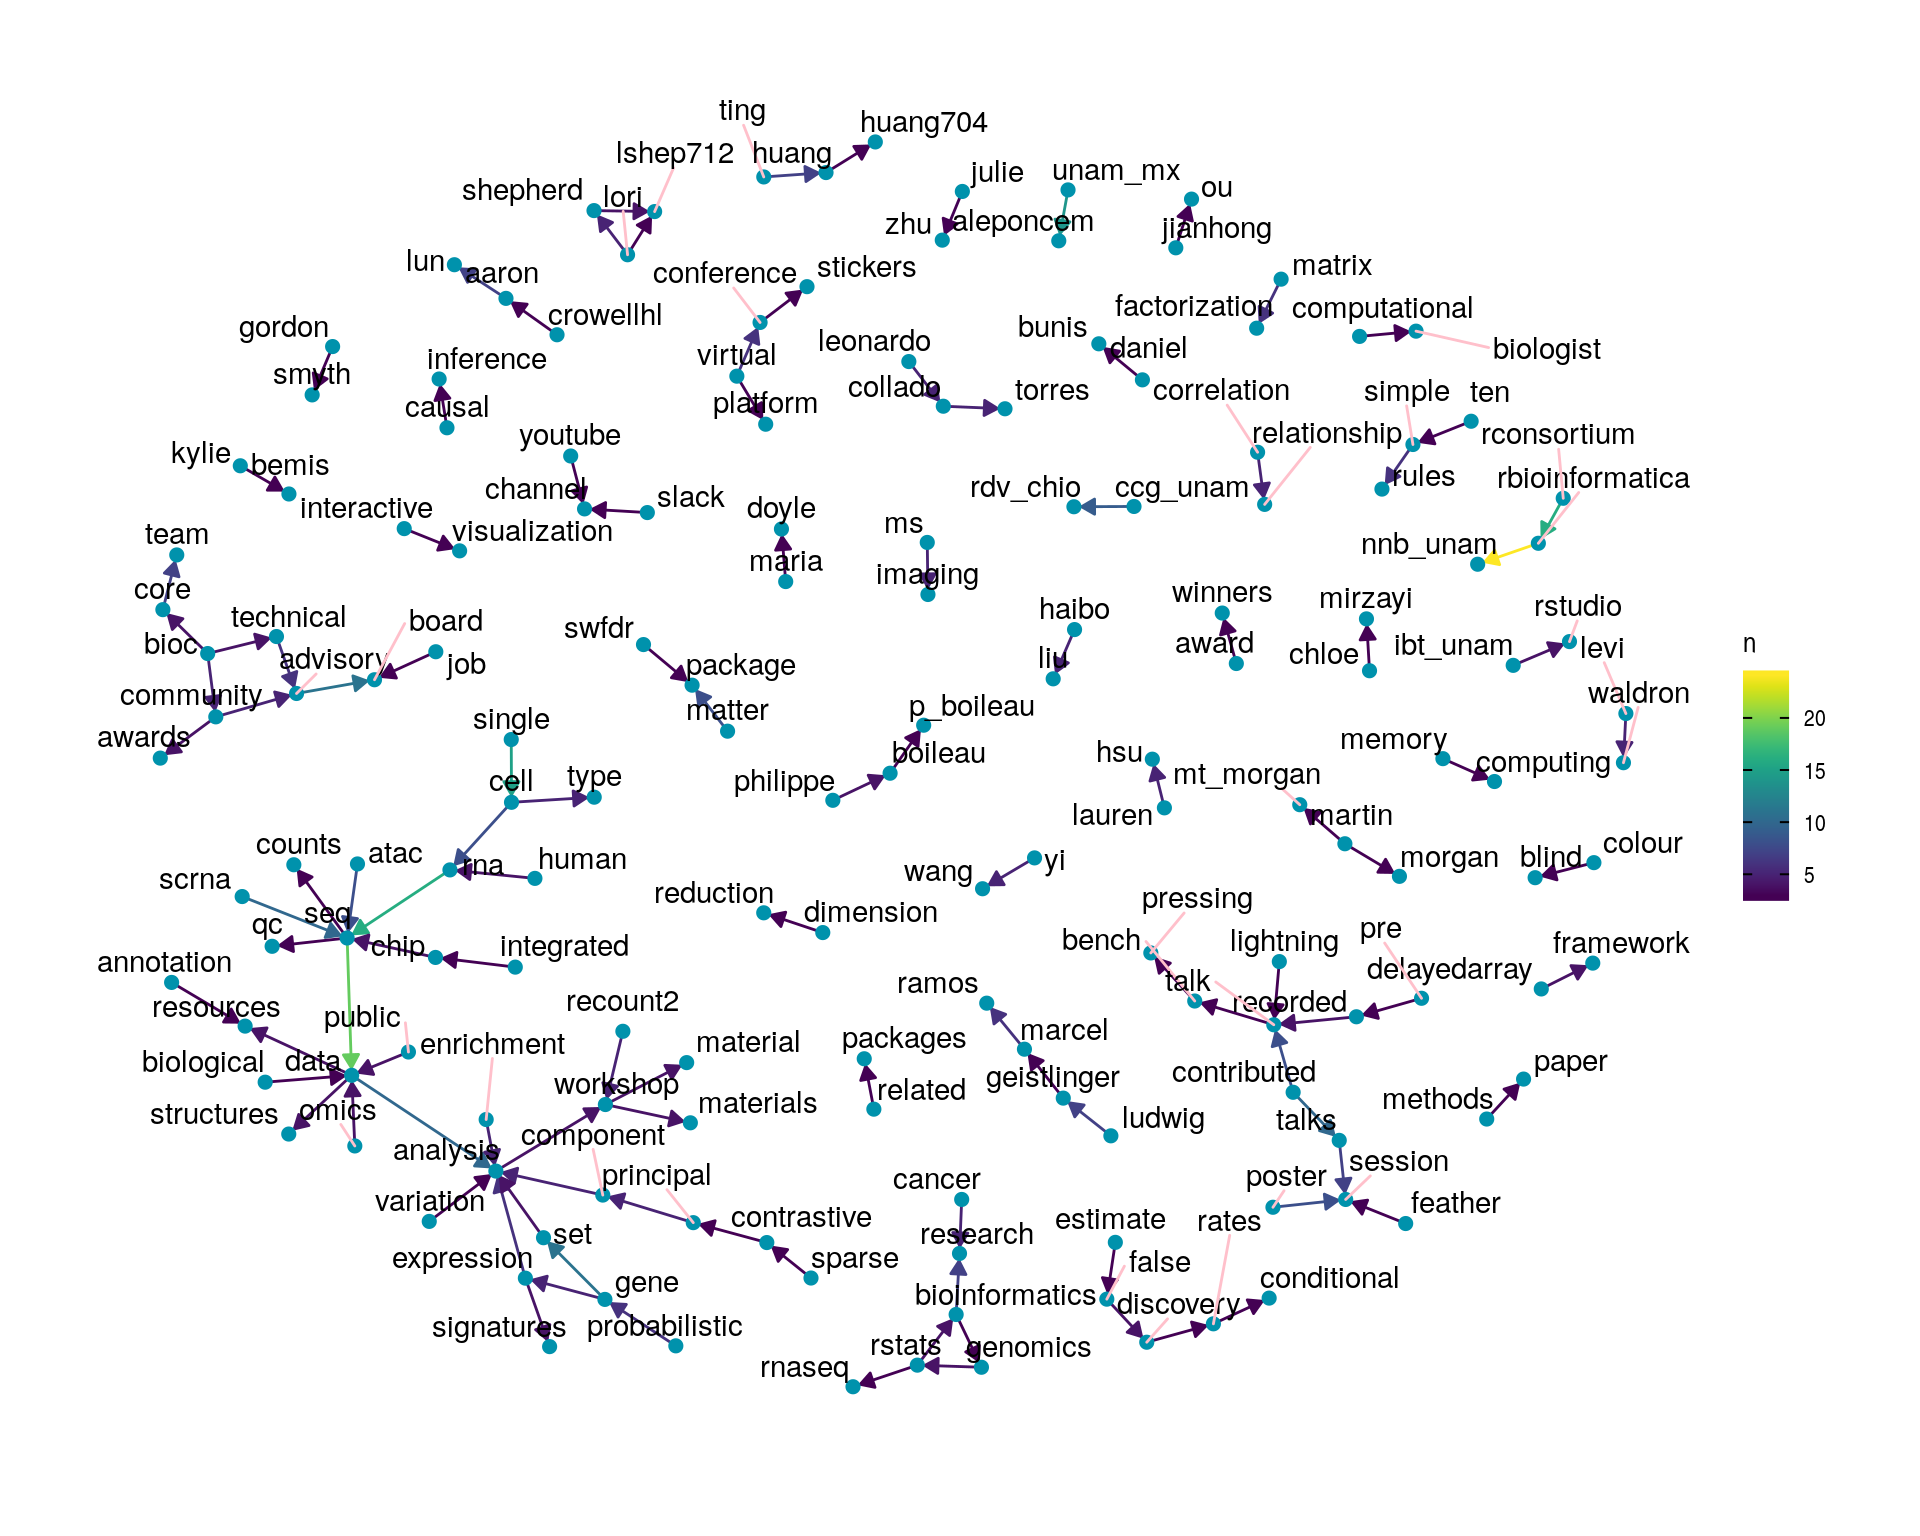 ting
huang704
lshep712
huang
julie
unam_mx
ou
shepherd
lori
zhu
aleponcem
jianhong
lun
aaron
conference
stickers
matrix
factorization
computational
crowellhl
gordon
bunis
daniel
biologist
inference
virtual
leonardo
smyth
causal
platform
collado
torres
correlation
simple
ten
youtube
relationship
rconsortium
kylie
bemis
rules
rbioinformatica
interactive
channel
slack
rdv_chio
ccg_unam
visualization
doyle
ms
nnb_unam
team
maria
imaging
core
winners
mirzayi
rstudio
technical
board
haibo
swfdr
bioc
advisory
job
package
liu
award
chloe
ibt_unam
levi
n
community
waldron
awards
single
matter
p_boileau
20
cell
type
philippe
boileau
hsu
mt_morgan
memory
computing
15
lauren
martin
10
counts
atac
rna
human
wang
yi
morgan
blind
colour
5
scrna
reduction
dimension
pressing
qc
seq
chip
integrated
bench
lightning
pre
framework
annotation
talk
delayedarray
resources
recount2
ramos
recorded
public
enrichment
material
packages
marcel
biological
data
workshop
geistlinger
contributed
paper
structures
omics
materials
related
ludwig
methods
component
talks
analysis
principal
cancer
poster
session
variation
contrastive
research
estimate
rates
feather
expression
set
sparse
false
conditional
gene
bioinformatics
discovery
signatures
probabilistic
rstats
genomics
rnaseq